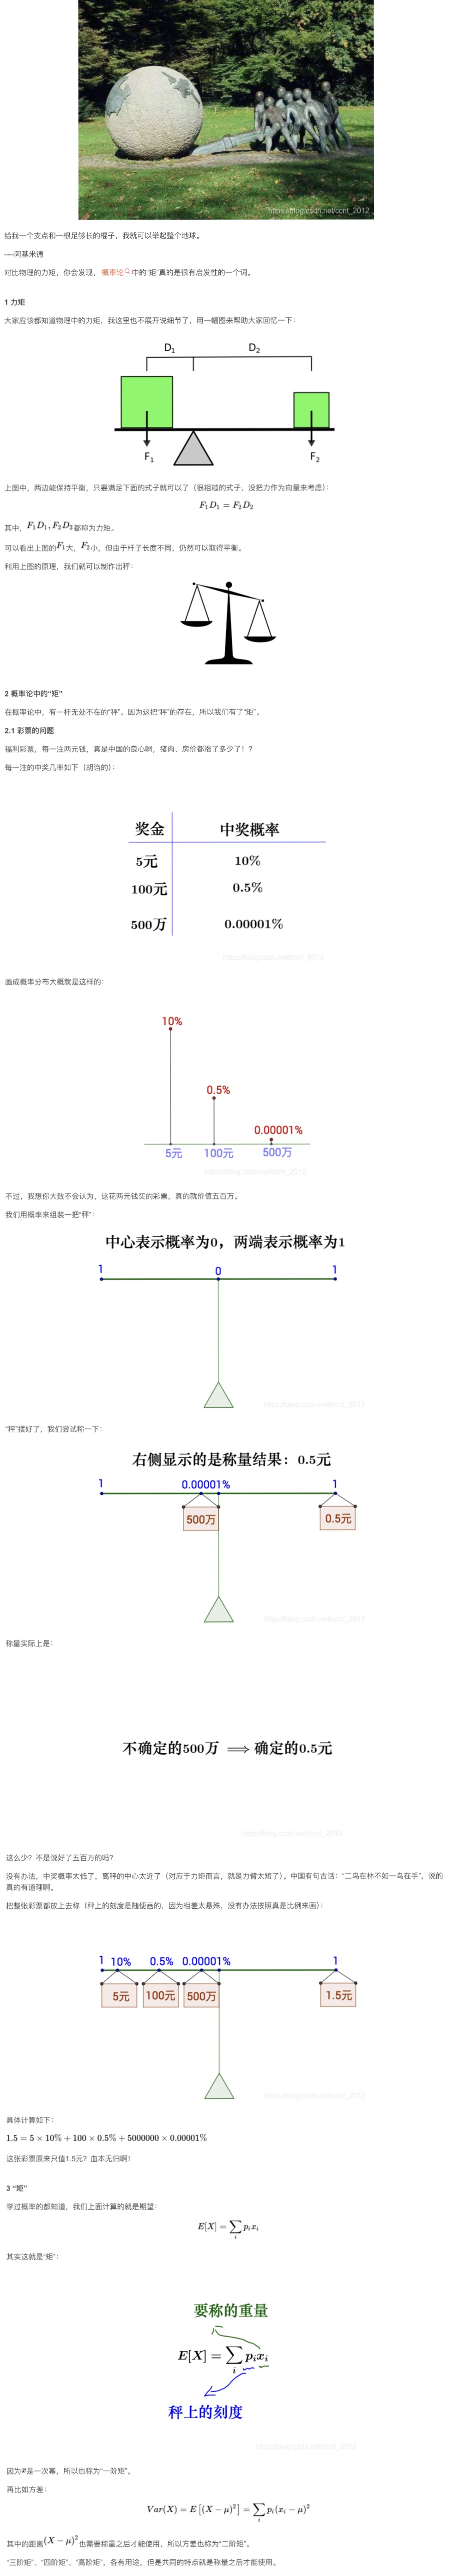 https://blog.csdn.net/ccnt_2012
给我一个支点和一根足够长的棍子，我就可以举起整个地球。
----阿基米德
对比物理的力矩，你会发现，概率论中的“矩”真的是很有启发性的一个词。
1 力矩
大家应该都知道物理中的力矩，我这里也不展开说细节了，用一幅图来帮助大家回忆一下：
D₁ D₂
F₁ F₂
上图中，两边能保持平衡，只要满足下面的式子就可以了（很粗糙的式子，没把力作为向量来考虑）：
F₁D₁ = F₂D₂
其中，F₁D₁, F₂D₂都称为力矩。
可以看出上图的F₁大，F₂小，但由于杆子长度不同，仍然可以取得平衡。
利用上图的原理，我们就可以制作出秤：
2 概率论中的“矩”
在概率论中，有一杆无处不在的“秤”。因为这把“秤”的存在，所以我们有了“矩”。
2.1 彩票的问题
福利彩票，每一注两元钱，真是中国的良心啊，猪肉、房价都涨了多少了！？
每一注的中奖几率如下（胡诌的）：
奖金 中奖概率
5元 10%
100元 0.5%
500万 0.00001%
https://blog.csdn.net/ccnt_2012
画成概率分布大概就是这样的：
10%
0.5%
0.00001%
5元 100元 500万
https://blog.csdn.net/ccnt_2012
不过，我想你大致不会认为，这花两元钱买的彩票，真的就价值五百万。
我们用概率来组装一把“秤”：
中心表示概率为0，两端表示概率为1
1 0 1
https://blog.csdn.net/ccnt_2012
“秤”摆好了，我们尝试称一下：
右侧显示的是称量结果：0.5元
1 0.00001% 1
500万 0.5元
https://blog.csdn.net/ccnt_2012
称量实际上是：
不确定的500万 ⟹ 确定的0.5元
https://blog.csdn.net/ccnt_2012
这么少？不是说好了五百万的吗？
没有办法，中奖概率太低了，离秤的中心太近了（对应于力矩而言，就是力臂太短了）。中国有句古话：“二鸟在林不如一鸟在手”，说的
真的有道理啊。
把整张彩票都放上去称（秤上的刻度是随便画的，因为相差太悬殊，没有办法按照真是比例来画）：
1 10% 0.5% 0.00001% 1
5元 100元 500万 1.5元
https://blog.csdn.net/ccnt_2012
具体计算如下：
1.5 = 5 × 10% + 100 × 0.5% + 5000000 × 0.00001%
这张彩票原来只值1.5元？血本无归啊！
3 “矩”
学过概率的都知道，我们上面计算的就是期望：
E[X] = ∑ᵢ pᵢxᵢ
其实这就是“矩”：
要称的重量
E[X] = ∑ᵢ pᵢxᵢ
秤上的刻度
https://blog.csdn.net/ccnt_2012
因为x是一次幂，所以也称为“一阶矩”。
再比如方差：
Var(X) = E [(X − μ)²] = ∑ᵢ pᵢ(xᵢ − μ)²
其中的距离(X − μ)²也需要称量之后才能使用，所以方差也称为“二阶矩”。
“三阶矩”、“四阶矩”、“高阶矩”，各有用途，但是共同的特点就是称量之后才能使用。